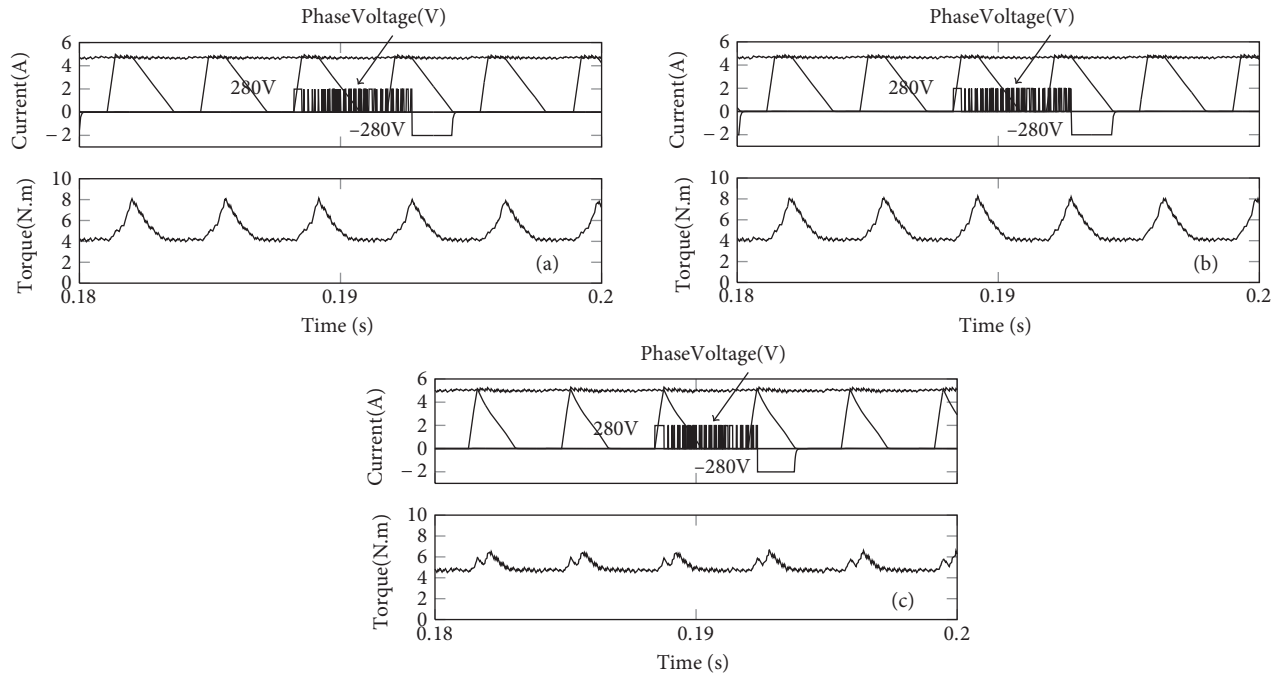 PhaseVoltage(V)
Current(A)
6
4
2
0
– 2
280V
–280V
Torque(N.m)
10
8
6
4
2
0
(a)
0.18
0.19
0.2
Time (s)
PhaseVoltage(V)
Current(A)
6
4
2
0
– 2
280V
–280V
Torque(N.m)
10
8
6
4
2
0
(b)
0.18
0.19
0.2
Time (s)
PhaseVoltage(V)
Current(A)
6
4
2
0
– 2
280V
–280V
Torque(N.m)
10
8
6
4
2
0
(c)
0.18
0.19
0.2
Time (s)